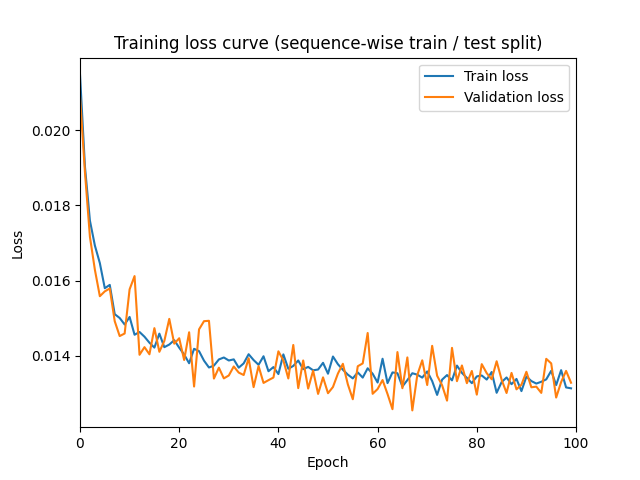 Training loss curve (sequence-wise train / test split)
Train loss
Validation loss
0.020
0.018
0.016
0.014
Loss
0 20 40 60 80 100
Epoch